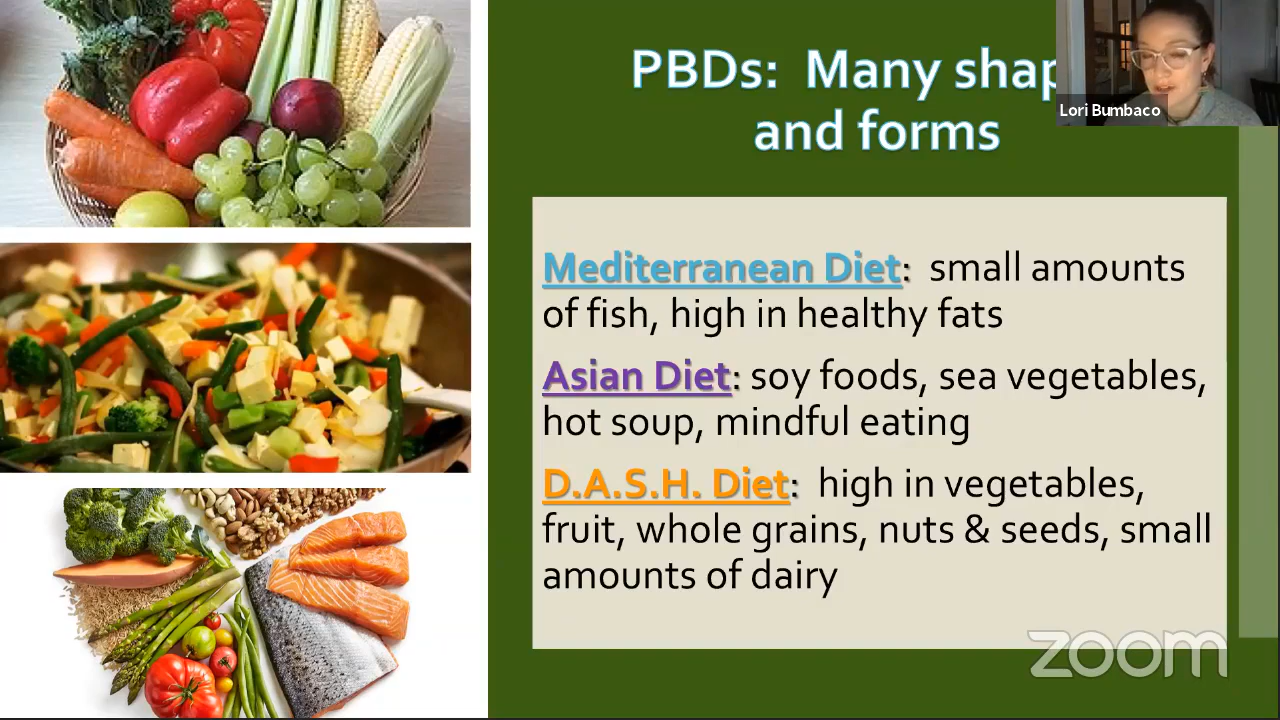 PBDs: Many shap
and forms
Lori Bumbaco
Mediterranean Diet: small amounts
of fish, high in healthy fats
Asian Diet: soy foods, sea vegetables,
hot soup, mindful eating
D.A.S.H. Diet: high in vegetables,
fruit, whole grains, nuts & seeds, small
amounts of dairy
zoom